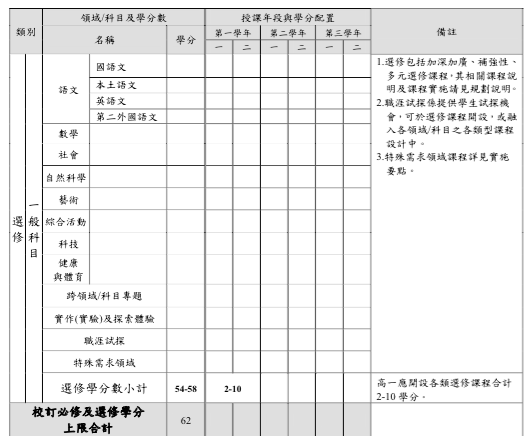 類別 領域/科目及學分數 授課年段與學分配置 備註
名稱 學分 第一學年 第二學年 第三學年
一 二 一 二 一 二
選修 一般科目
語文 國語文
本土語文
英語文
第二外國語文
數學
社會
自然科學
藝術
綜合活動
科技
健康
與體育
跨領域/科目專題
實作(實驗)及探索體驗
職涯試探
特殊需求領域
1.選修包括加深加廣、補強性、
多元選修課程，其相關課程說
明及課程實施請見規劃說明。
2.職涯試探係提供學生試探機
會，可於選修課程開設，或融
入各領域/科目之各類型課程
設計中。
3.特殊需求領域課程詳見實施
要點。
選修學分數小計 54-58 2-10 高一應開設各類選修課程合計
2-10 學分。
校訂必修及選修學分
上限合計 62